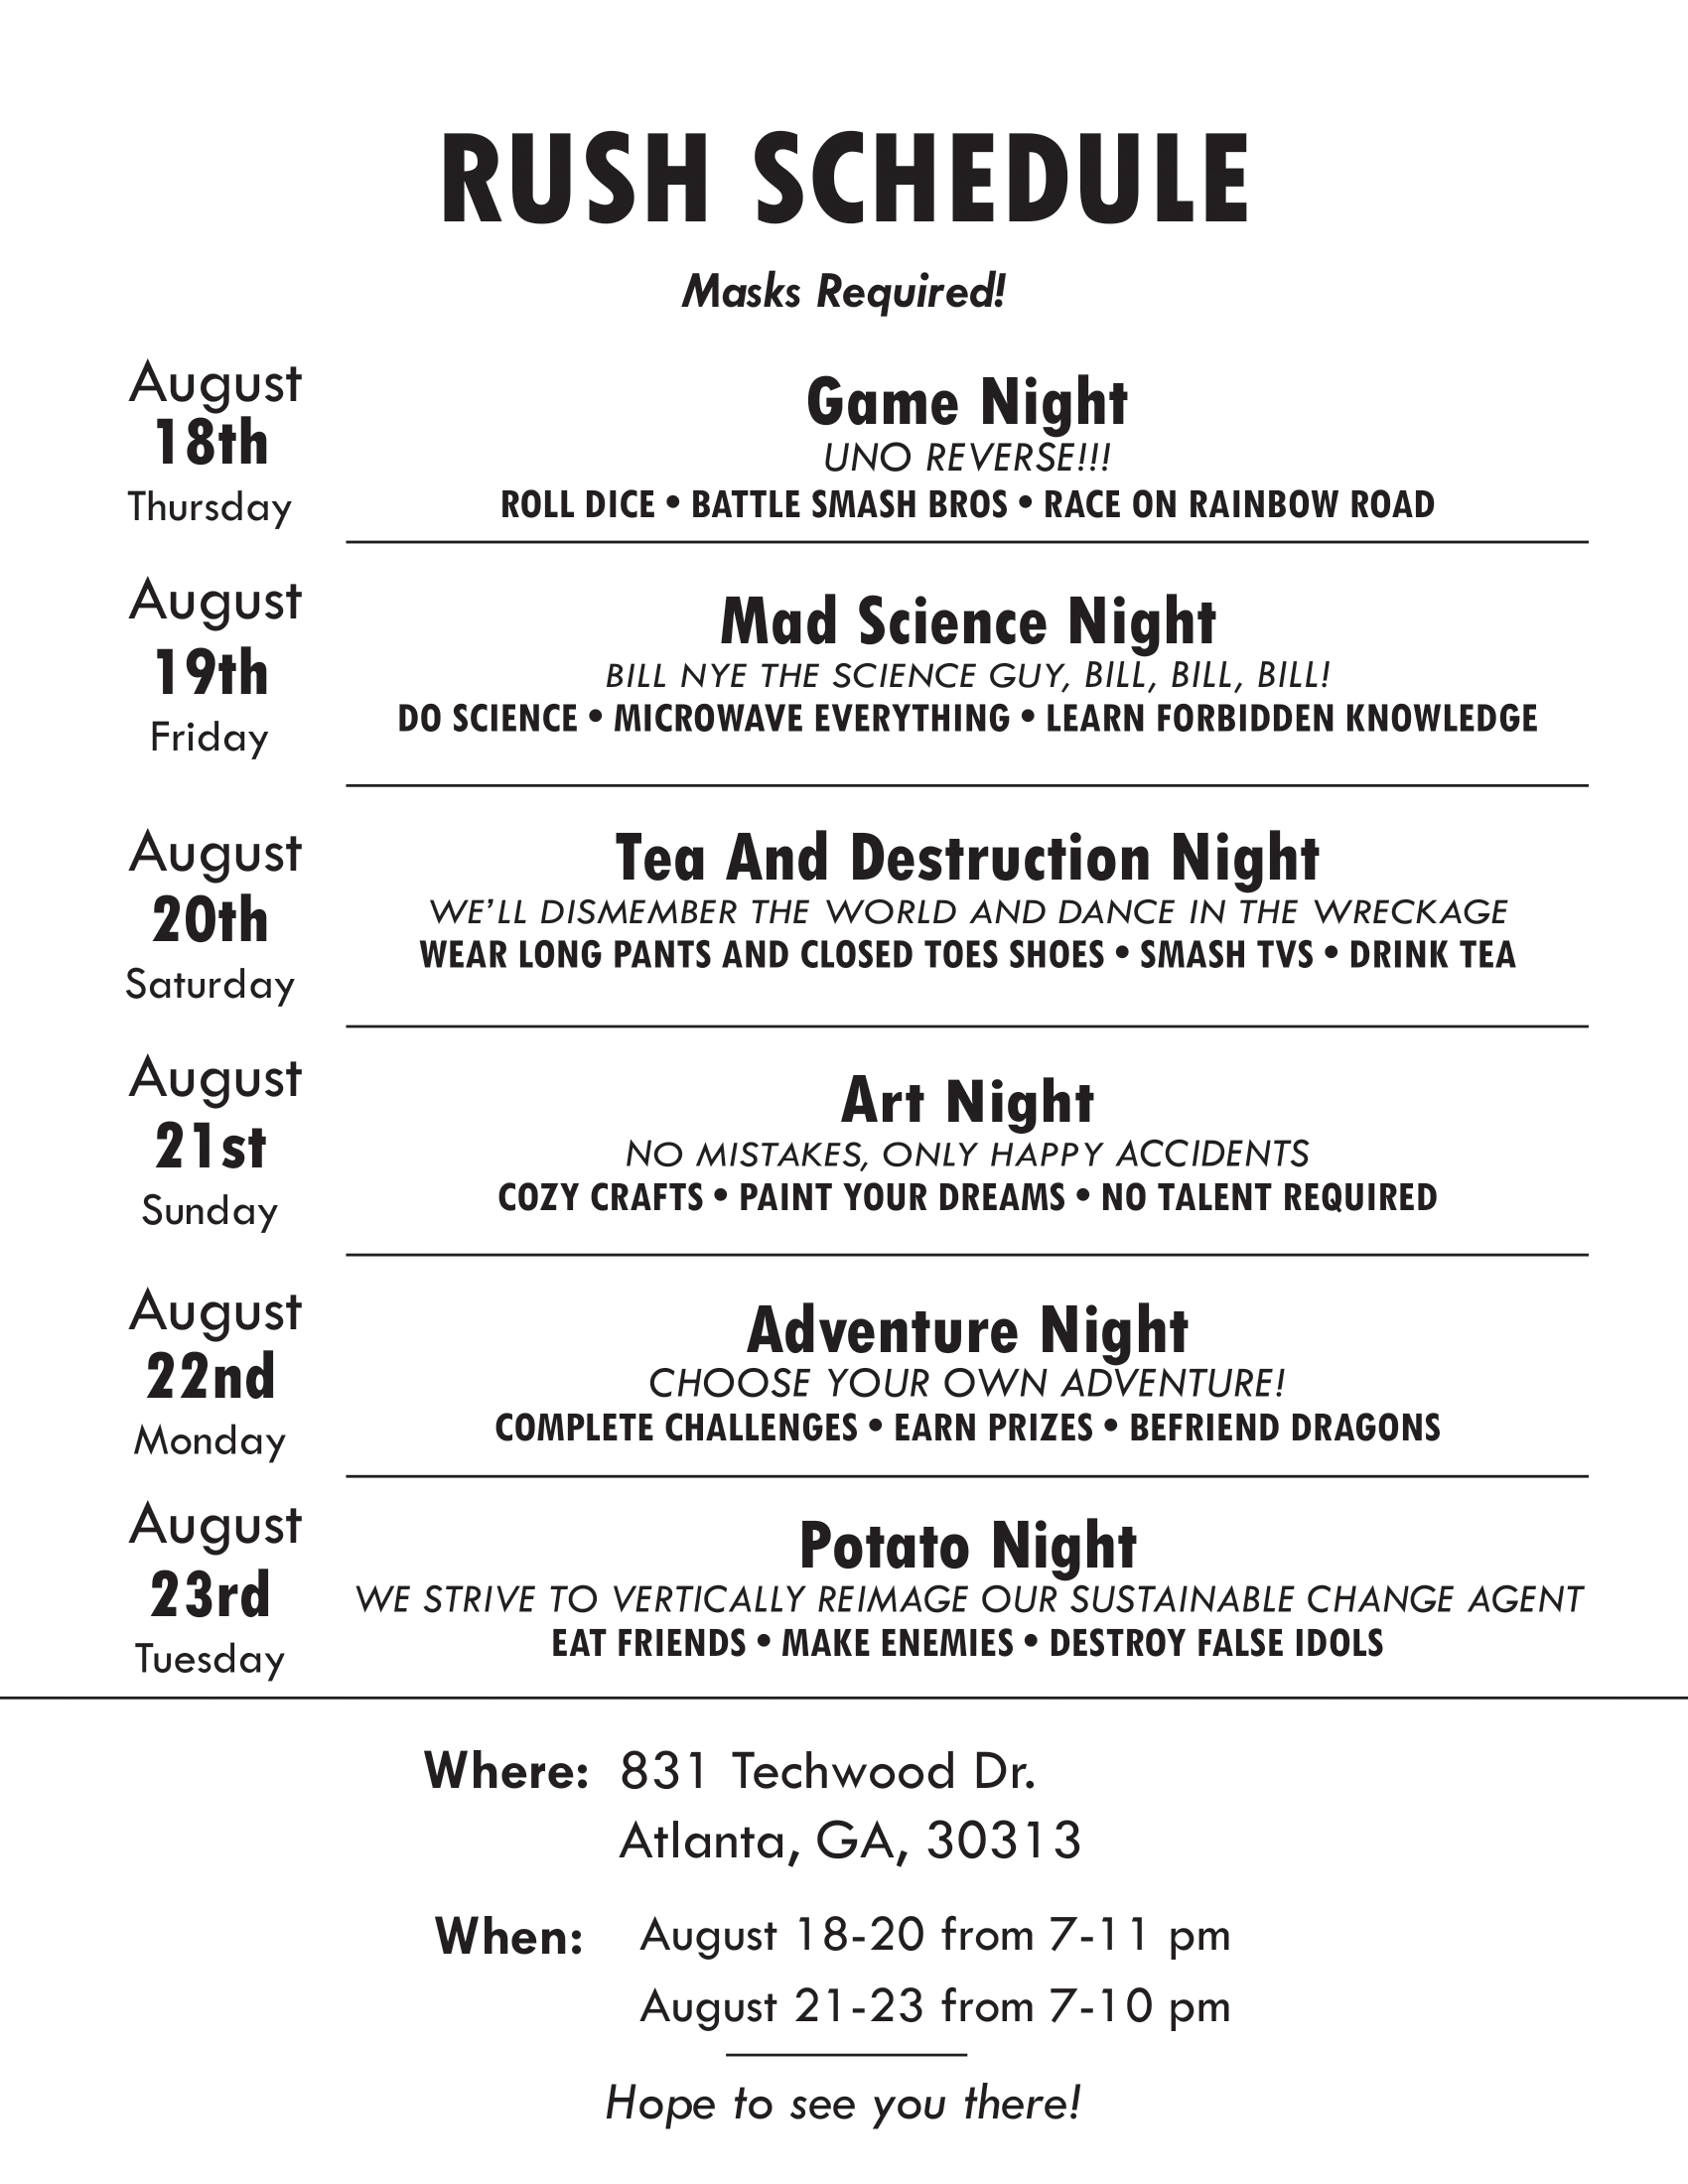 RUSH SCHEDULE
Masks Required!
August
18th
Thursday
Game Night
UNO REVERSE!!!
ROLL DICE • BATTLE SMASH BROS • RACE ON RAINBOW ROAD
August
19th
Friday
Mad Science Night
BILL NYE THE SCIENCE GUY, BILL, BILL, BILL!
DO SCIENCE • MICROWAVE EVERYTHING • LEARN FORBIDDEN KNOWLEDGE
August
20th
Saturday
Tea And Destruction Night
WE'LL DISMEMBER THE WORLD AND DANCE IN THE WRECKAGE
WEAR LONG PANTS AND CLOSED TOES SHOES • SMASH TVS • DRINK TEA
August
21st
Sunday
Art Night
NO MISTAKES, ONLY HAPPY ACCIDENTS
COZY CRAFTS • PAINT YOUR DREAMS • NO TALENT REQUIRED
August
22nd
Monday
Adventure Night
CHOOSE YOUR OWN ADVENTURE!
COMPLETE CHALLENGES • EARN PRIZES • BEFRIEND DRAGONS
August
23rd
Tuesday
Potato Night
WE STRIVE TO VERTICALLY REIMAGE OUR SUSTAINABLE CHANGE AGENT
EAT FRIENDS • MAKE ENEMIES • DESTROY FALSE IDOLS
Where: 831 Techwood Dr.
Atlanta, GA, 30313
When: August 18-20 from 7-11 pm
August 21-23 from 7-10 pm
Hope to see you there!